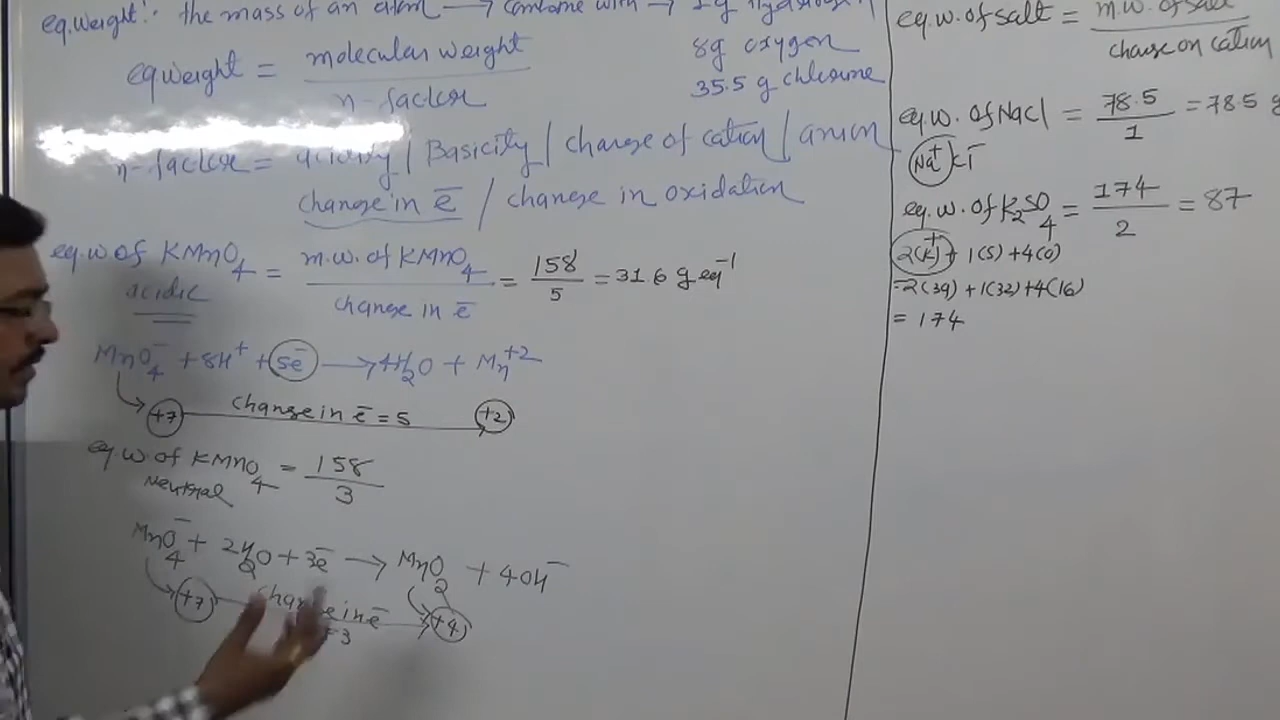 eq.weight:- the mass of an atom → combine with →
8g oxygen
35.5 g chlorine
eq weight = molecular weight / n-factor
n-factor = acidity / Basicity / charge of cation / anion
change in e⁻ / change in oxidation
eq.w of KMnO₄ = m.w. of KMnO₄ / change in e⁻ = 158 / 5 = 31.6 g eq⁻¹
acidic
MnO₄⁻ + 8H⁺ + 5e⁻ → 4H₂O + Mn⁺²
+7 change in e⁻ = 5 +2
eq.w. of KMnO₄ = 158 / 3
Neutral
MnO₄⁻ + 2H₂O + 3e⁻ → MnO₂ + 4OH⁻
+7 change in e⁻ +4
= 3
eq.w. of salt = m.w. of salt / charge on cation
eq.w. of NaCl = 78.5 / 1 = 78.5 g
Na⁺ Cl⁻
eq.w. of K₂SO₄ = 174 / 2 = 87
2(K⁺) + 1(S) + 4(O)
=2(39) + 1(32) + 4(16)
= 174